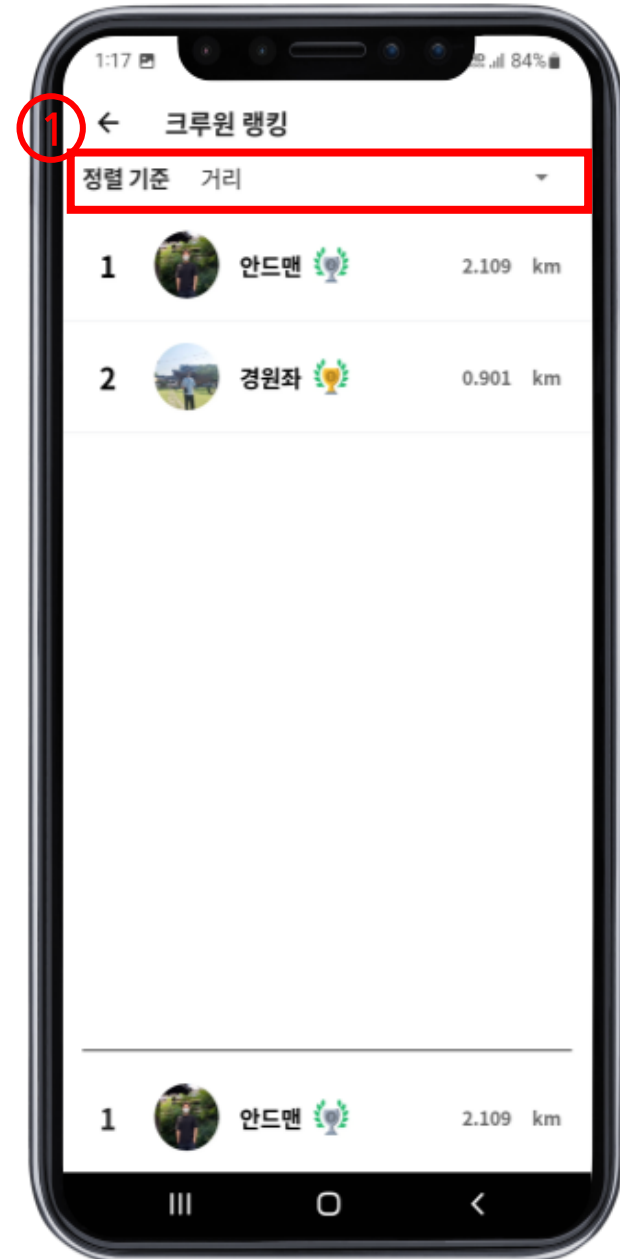 1:17 84%
①
← 크루원 랭킹
정렬 기준 거리
1 안드맨 2.109 km
2 경원좌 0.901 km
1 안드맨 2.109 km